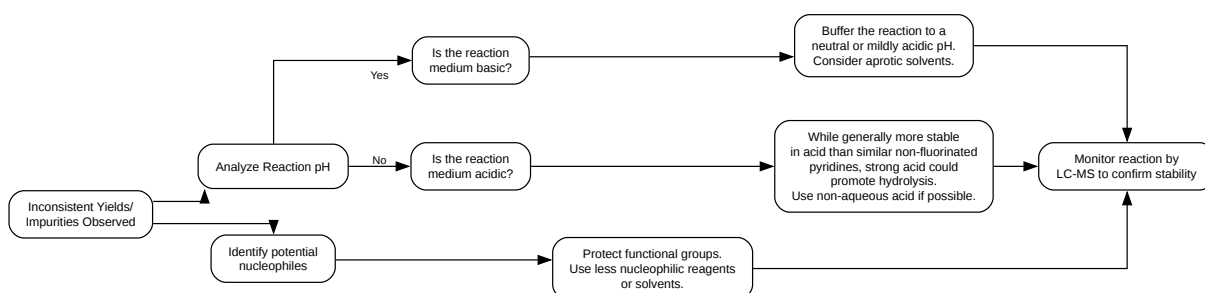 Inconsistent Yields/
Impurities Observed
Analyze Reaction pH
Yes
Is the reaction
medium basic?
Buffer the reaction to a
neutral or mildly acidic pH.
Consider aprotic solvents.
No
Is the reaction
medium acidic?
While generally more stable
in acid than similar non-fluorinated
pyridines, strong acid could
promote hydrolysis.
Use non-aqueous acid if possible.
Monitor reaction by
LC-MS to confirm stability
Identify potential
nucleophiles
Protect functional groups.
Use less nucleophilic reagents
or solvents.